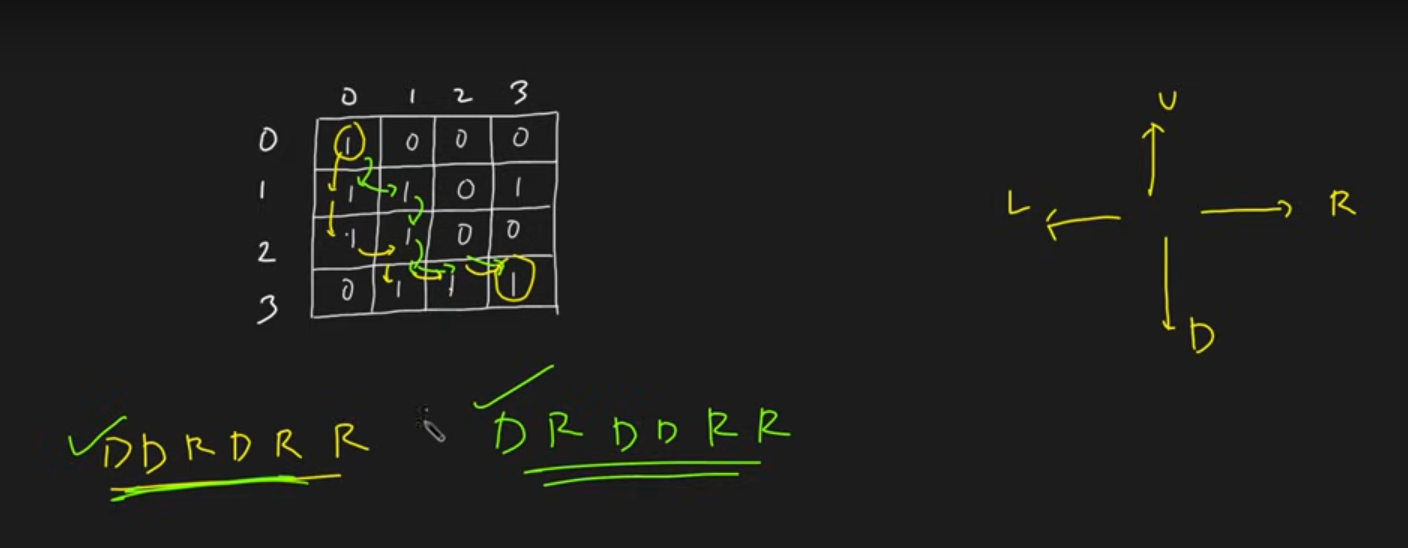 0 1 2 3
0 1 0 0 0
1 1 1 0 1
2 1 1 0 0
3 0 1 1 1
U
L R
D
DDRDRR DRDDRR